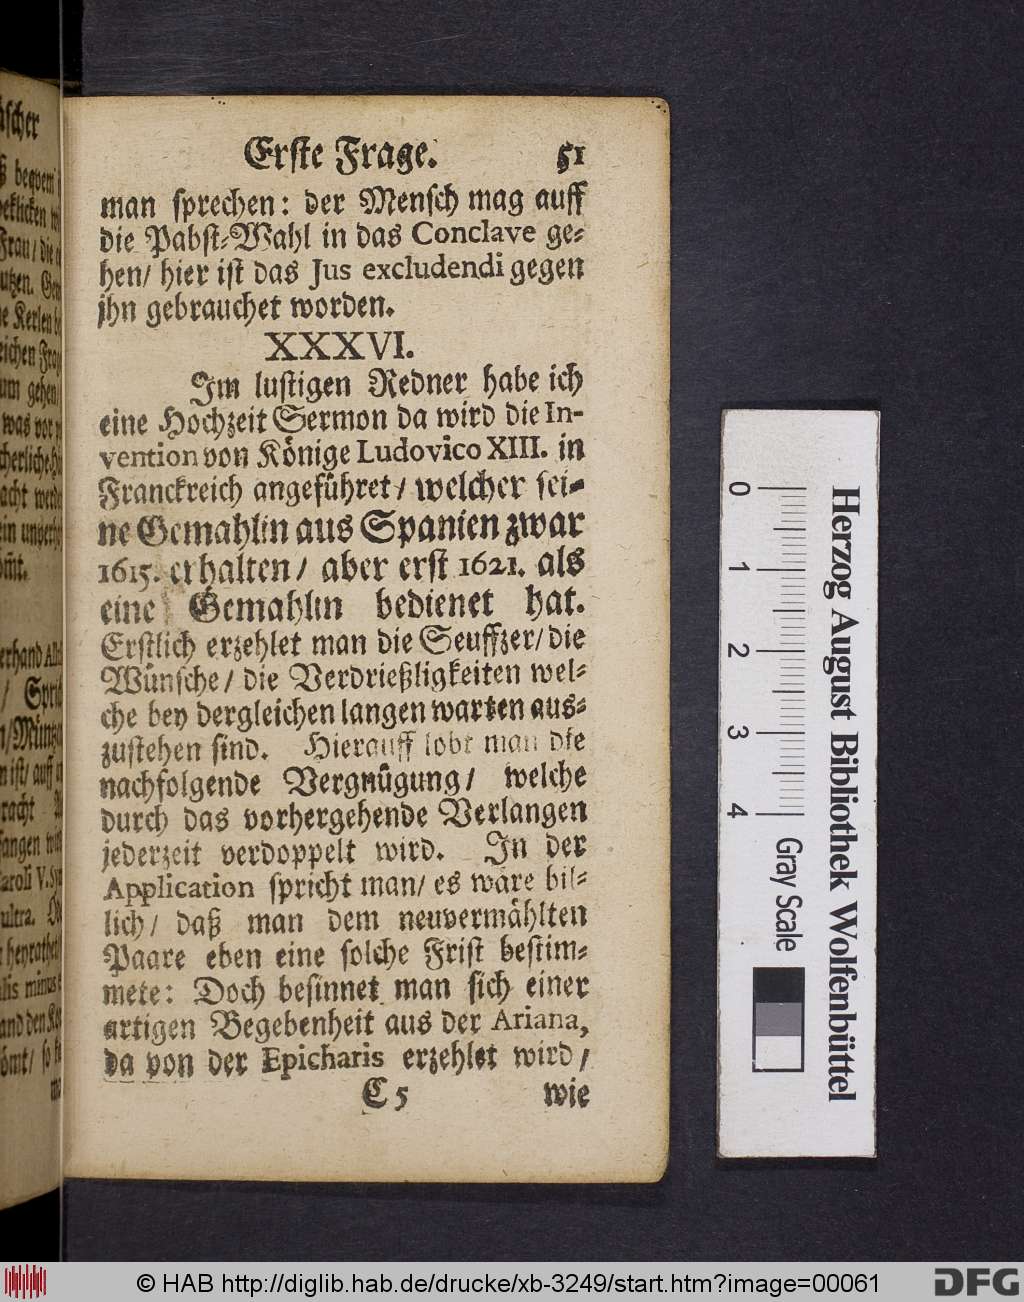 Erste Frage. 51
man sprechen: der Mensch mag auff
die Pabst-Wahl in das Conclave ge-
hen/ hier ist das Jus excludendi gegen
jhn gebrauchet worden.
XXXVI.
Im lustigen Redner habe ich
eine Hochzeit Sermon da wird die In-
vention von Könige Ludovico XIII. in
Franckreich angeführet/ welcher sei-
ne Gemahlin aus Spanien zwar
1615. erhalten/ aber erst 1621. als
eine Gemahlin bedienet hat.
Erstlich erzehlet man die Seuffzer/ die
Wünsche/ die Verdrießligkeiten wel-
che bey dergleichen langen warten aus-
zustehen sind. Hierauff lobt man die
nachfolgende Vergnügung/ welche
durch das vorhergehende Verlangen
jederzeit verdoppelt wird. In der
Application spricht man/ es wäre bil-
lich/ daß man dem neuvermählten
Paare eben eine solche Frist bestim-
mete: Doch besinnet man sich einer
artigen Begebenheit aus der Ariana,
da von der Epicharis erzehlet wird/
C 5 wie
0 1 2 3 4 Gray Scale
Herzog August Bibliothek Wolfenbüttel
© HAB http://diglib.hab.de/drucke/xb-3249/start.htm?image=00061
DFG